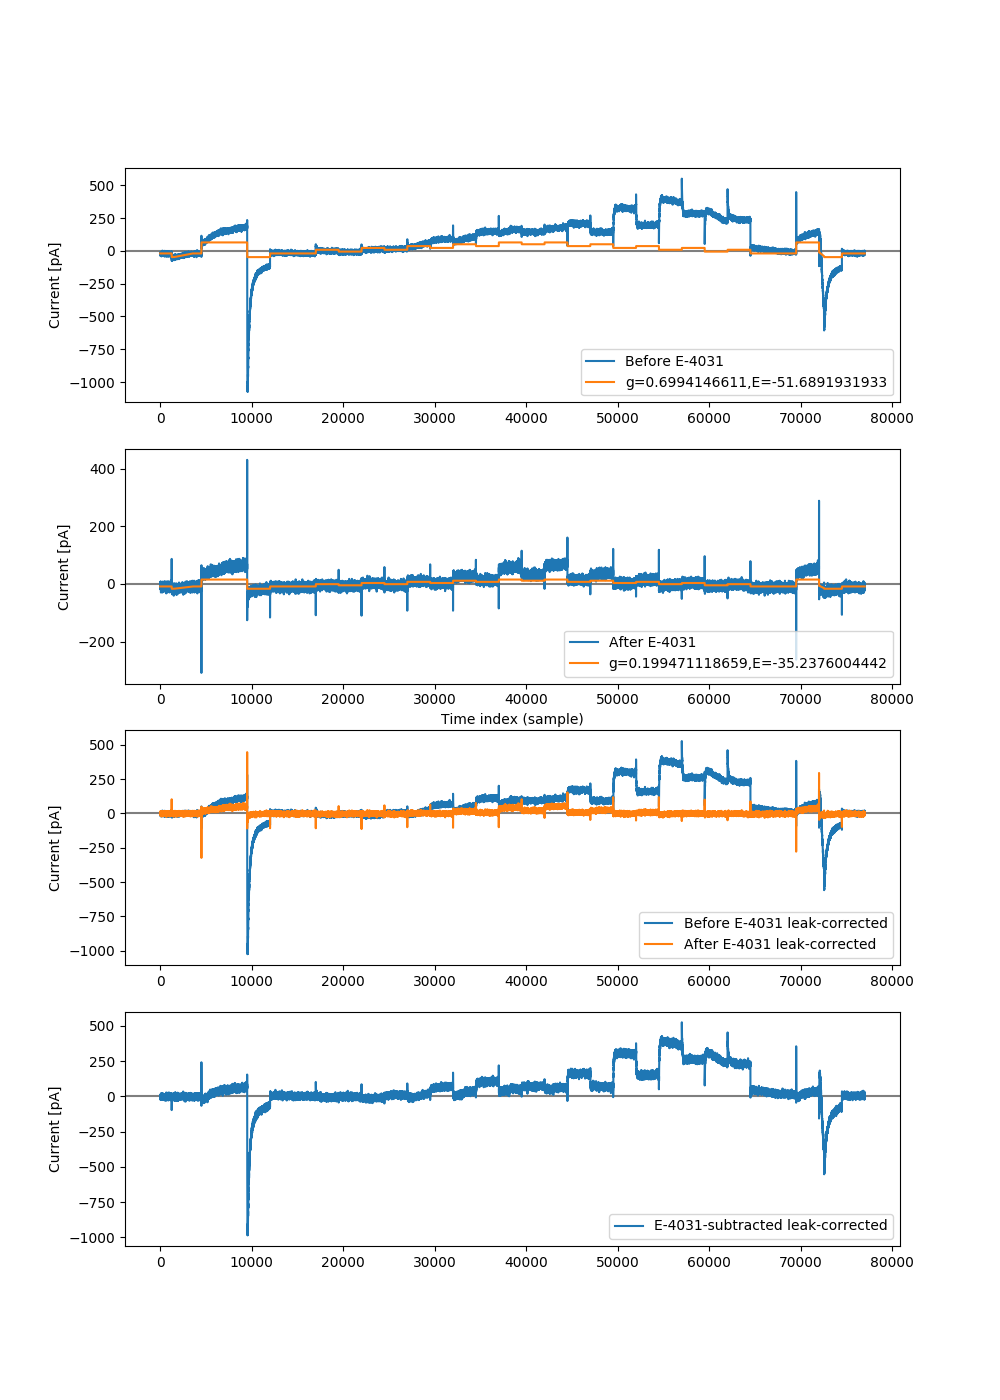 500
250
0
−250
−500
−750
−1000
Current [pA]
Before E-4031
g=0.6994146611,E=-51.6891931933
0 10000 20000 30000 40000 50000 60000 70000 80000
400
200
0
−200
Current [pA]
After E-4031
g=0.199471118659,E=-35.2376004442
0 10000 20000 30000 40000 50000 60000 70000 80000
Time index (sample)
500
250
0
−250
−500
−750
−1000
Current [pA]
Before E-4031 leak-corrected
After E-4031 leak-corrected
0 10000 20000 30000 40000 50000 60000 70000 80000
500
250
0
−250
−500
−750
−1000
Current [pA]
E-4031-subtracted leak-corrected
0 10000 20000 30000 40000 50000 60000 70000 80000